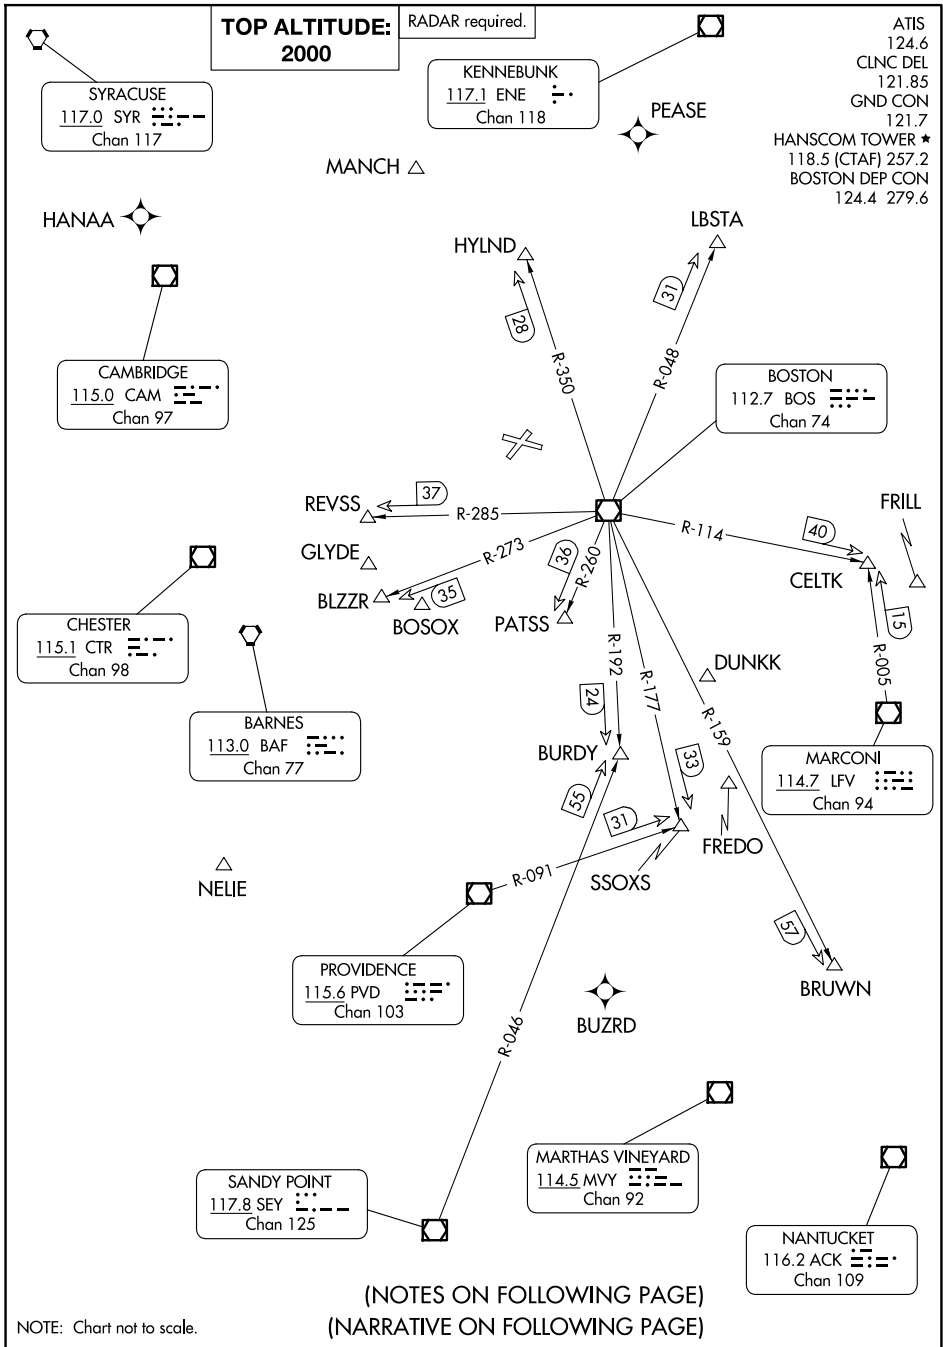 TOP ALTITUDE:
2000
RADAR required.
ATIS
124.6
CLNC DEL
121.85
GND CON
121.7
HANSCOM TOWER ★
118.5 (CTAF) 257.2
BOSTON DEP CON
124.4 279.6
SYRACUSE
117.0 SYR
Chan 117
KENNEBUNK
117.1 ENE
Chan 118
PEASE
MANCH
HANAA
HYLND
LBSTA
31
28
CAMBRIDGE
115.0 CAM
Chan 97
R-350
R-048
BOSTON
112.7 BOS
Chan 74
REVSS
37
R-285
R-114
40
FRILL
GLYDE
R-273
36
R-260
CELTK
BLZZR
35
BOSOX
PATSS
15
CHESTER
115.1 CTR
Chan 98
R-192
R-177
DUNKK
R-005
BARNES
113.0 BAF
Chan 77
24
R-159
BURDY
33
MARCONI
114.7 LFV
Chan 94
55
31
FREDO
NELIE
R-091
SSOXS
57
PROVIDENCE
115.6 PVD
Chan 103
BRUWN
BUZRD
R-046
MARTHAS VINEYARD
114.5 MVY
Chan 92
SANDY POINT
117.8 SEY
Chan 125
NANTUCKET
116.2 ACK
Chan 109
(NOTES ON FOLLOWING PAGE)
NOTE: Chart not to scale.
(NARRATIVE ON FOLLOWING PAGE)